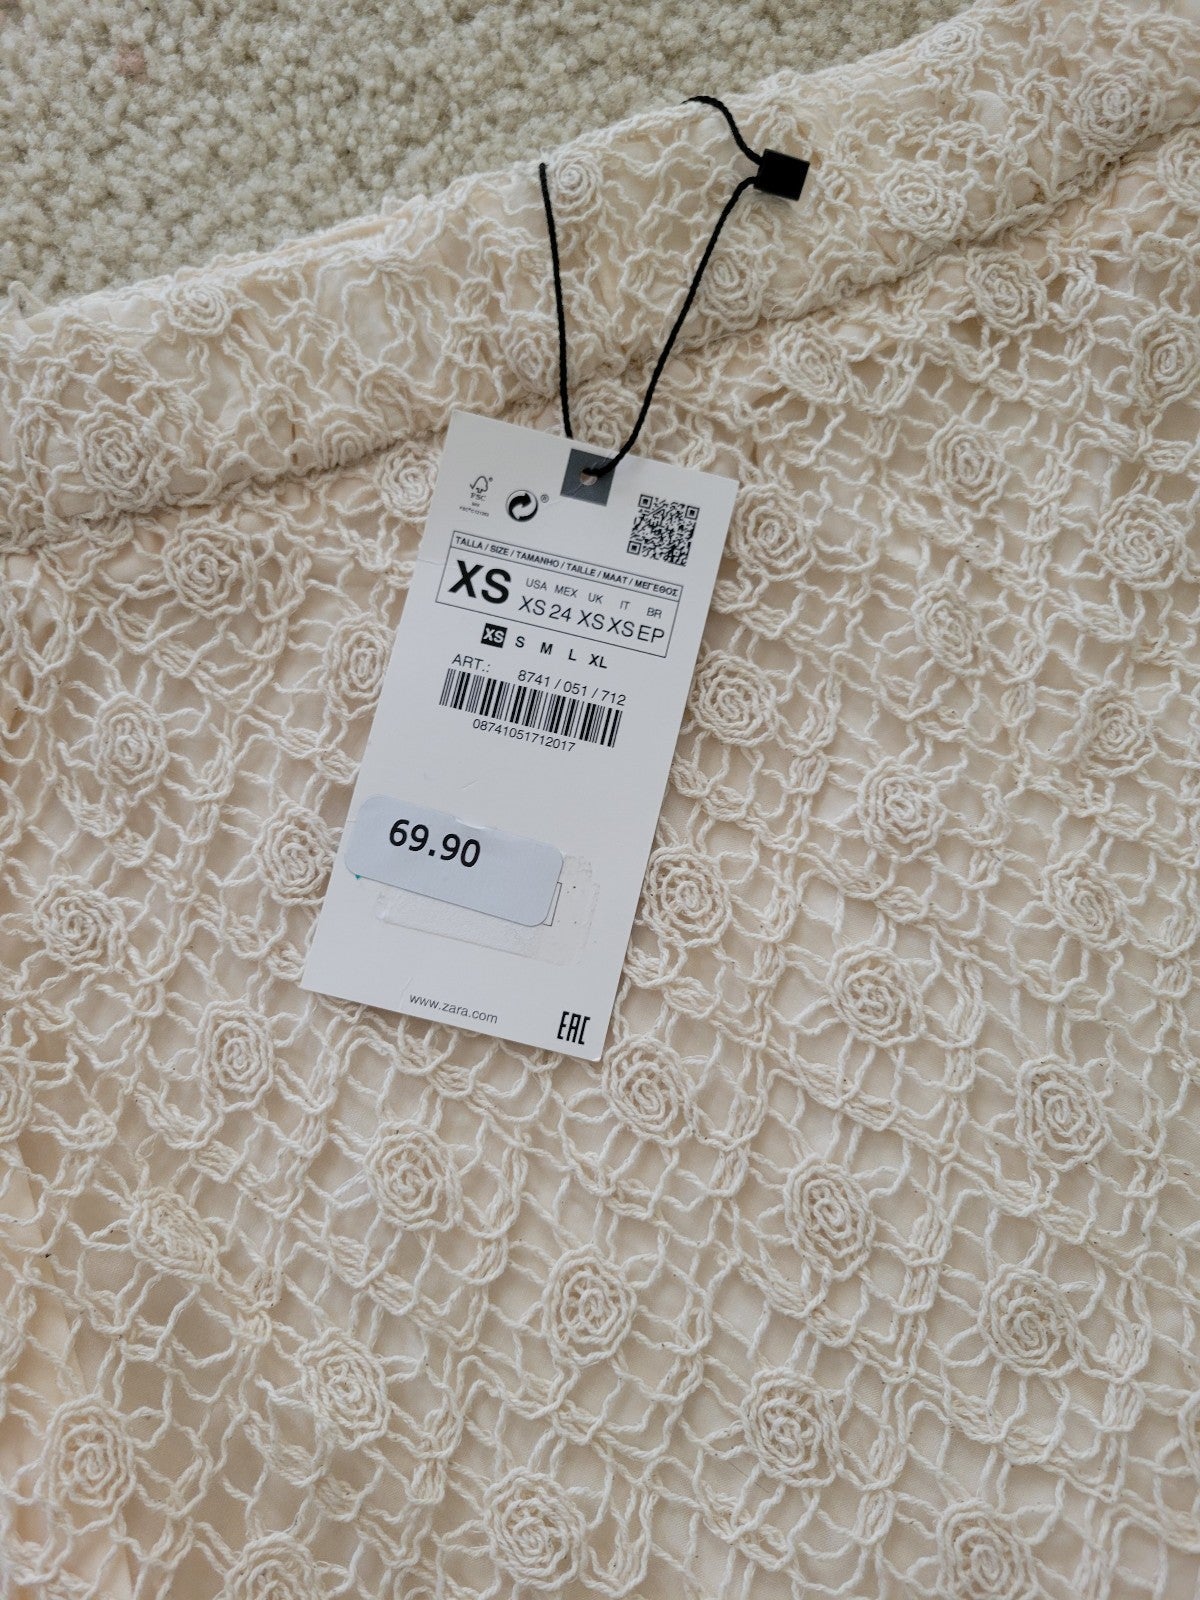 FSC
®
TALLA / SIZE / TAMANHO / TAILLE / MAAT / ΜΕΓΕΘΟΣ
XS
USA MEX UK IT BR
XS 24 XS XS EP
XS S M L XL
ART.: 8741 / 051 / 712
08741051712017
69.90
www.zara.com
EAC